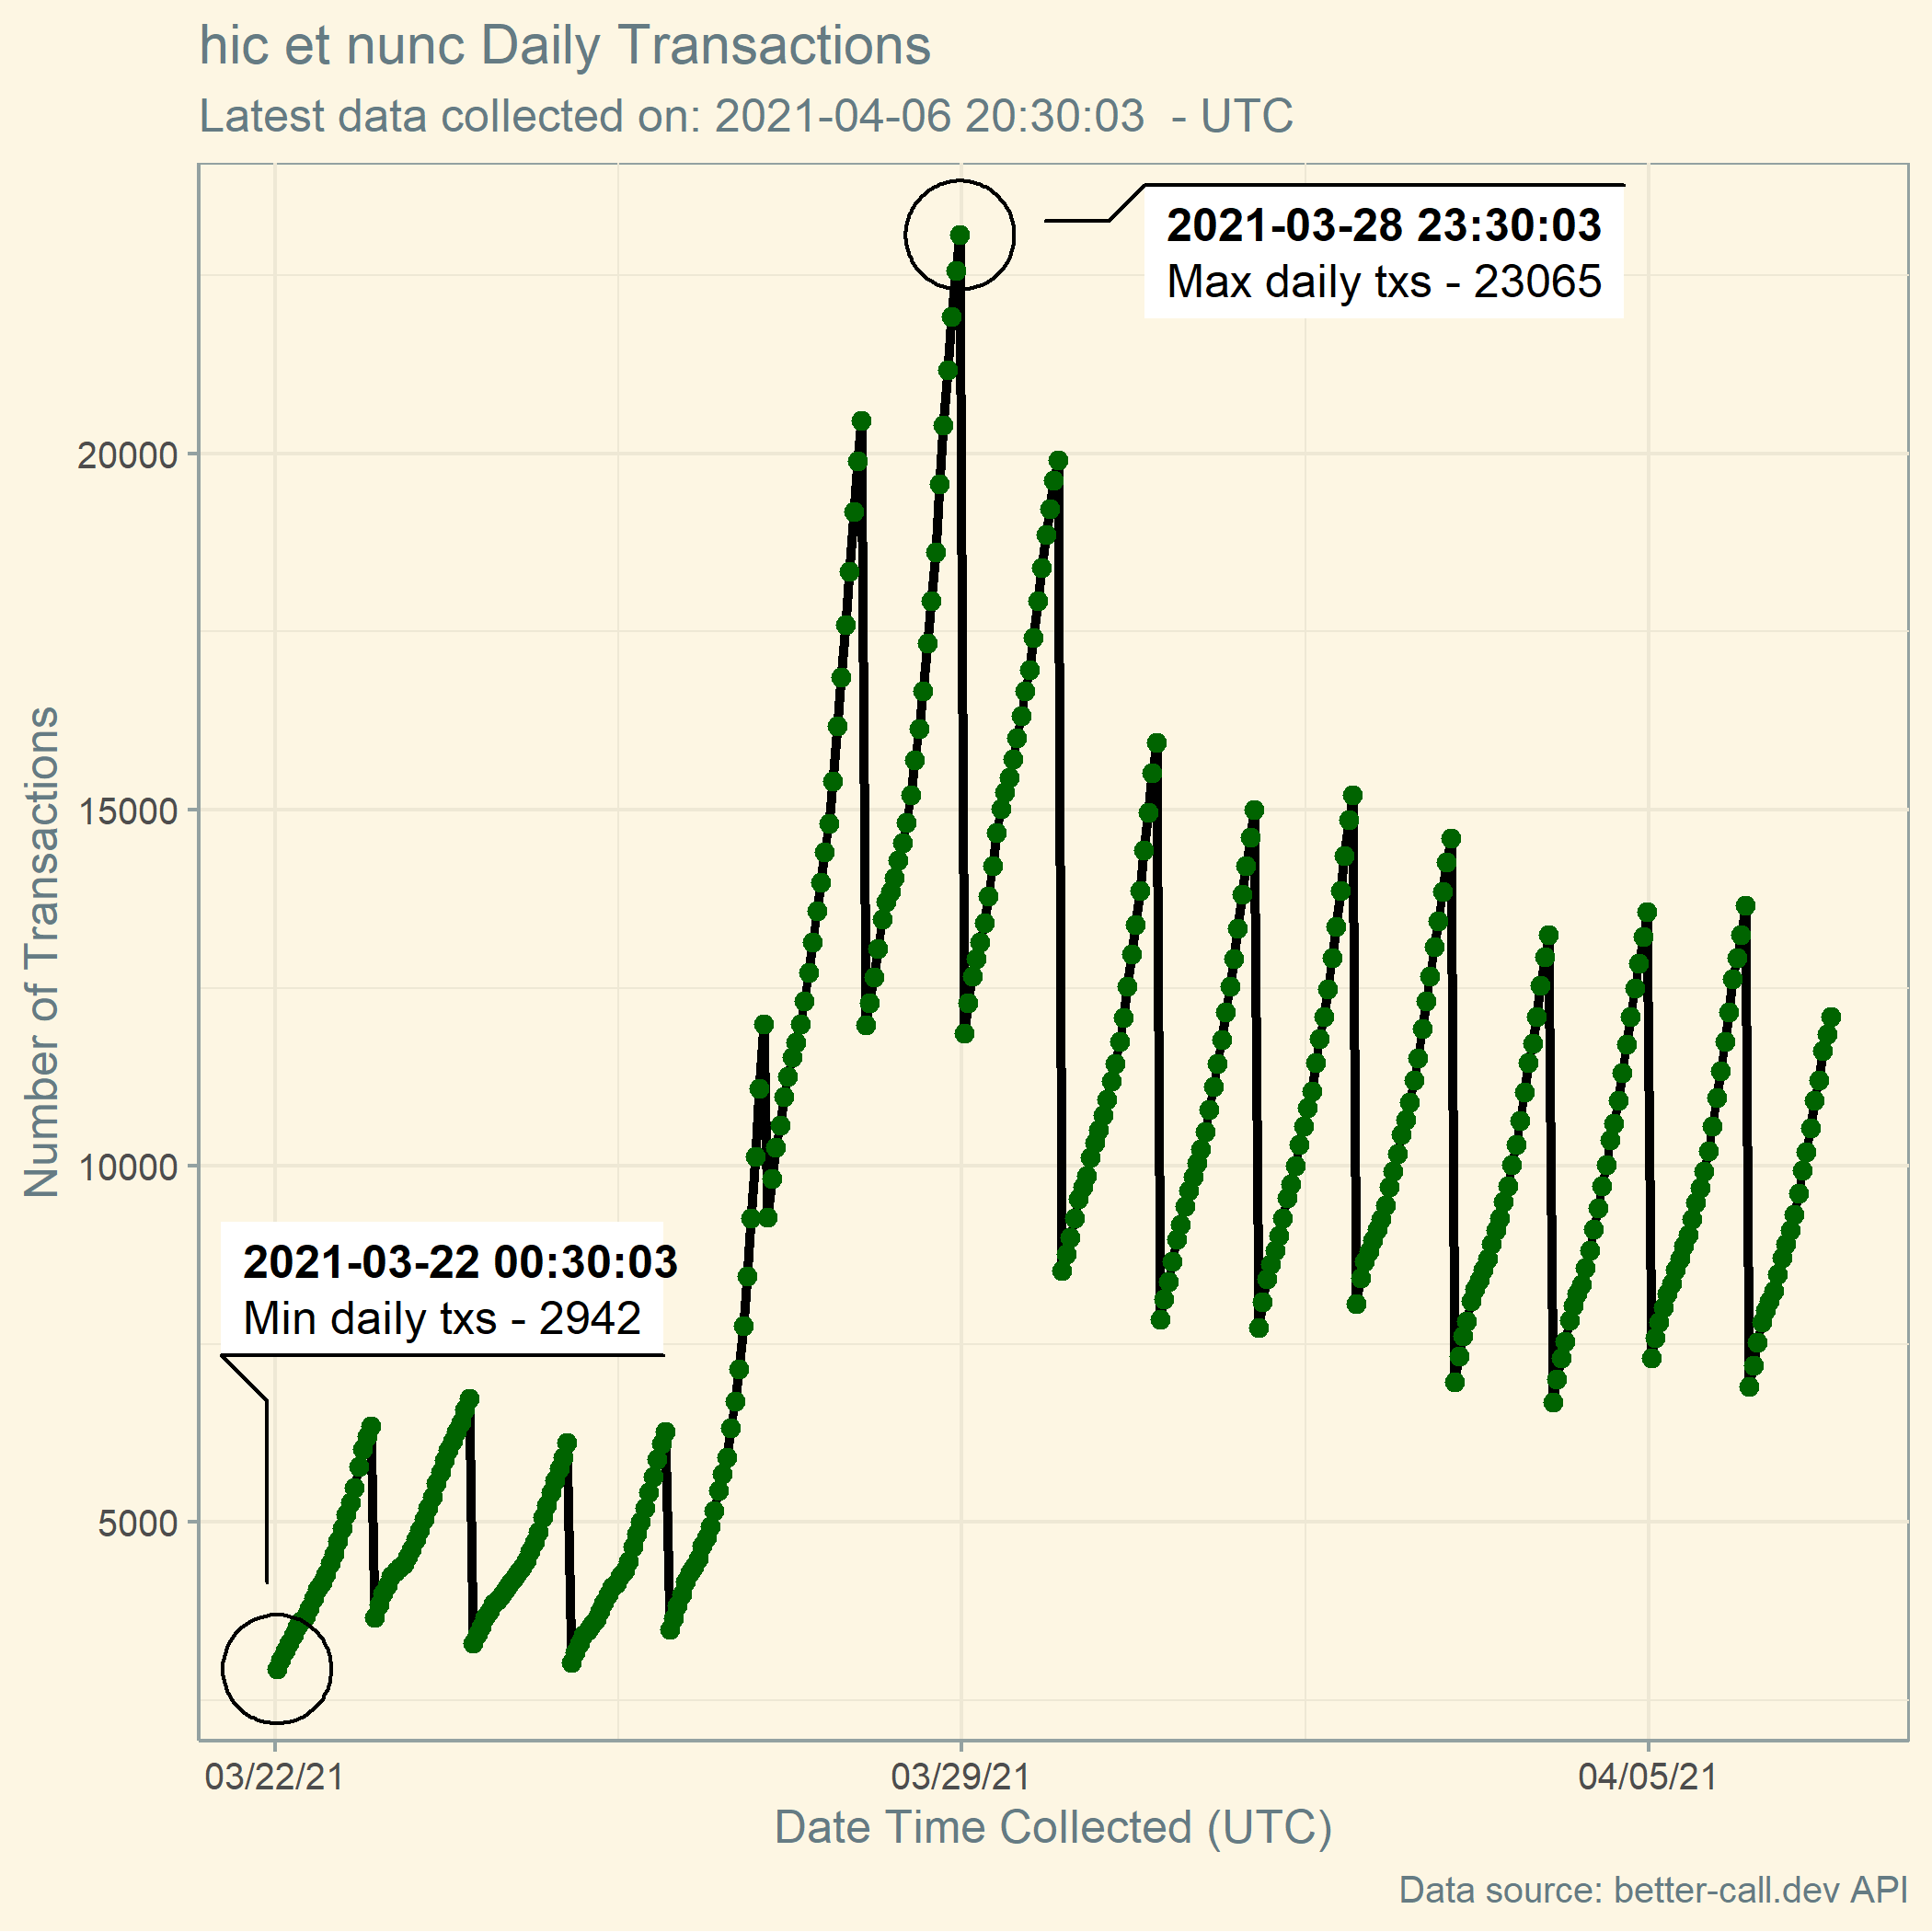 hic et nunc Daily Transactions
Latest data collected on: 2021-04-06 20:30:03  - UTC
2021-03-28 23:30:03
Max daily txs - 23065
20000
15000
10000
5000
Number of Transactions
2021-03-22 00:30:03
Min daily txs - 2942
03/22/21
03/29/21
04/05/21
Date Time Collected (UTC)
Data source: better-call.dev API